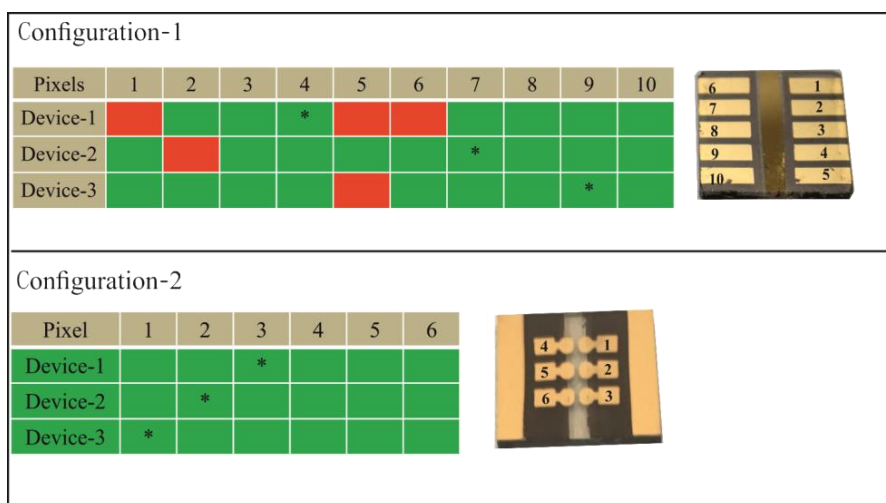 Configuration-1
Pixels 1 2 3 4 5 6 7 8 9 10
Device-1 *
Device-2 *
Device-3 *
6 1
7 2
8 3
9 4
10 5
Configuration-2
Pixel 1 2 3 4 5 6
Device-1 *
Device-2 *
Device-3 *
4 1
5 2
6 3